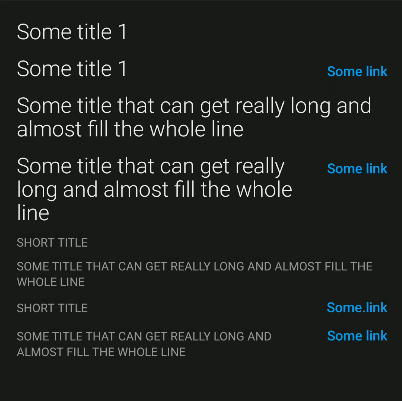 Some title 1
Some title 1 Some link
Some title that can get really long and
almost fill the whole line
Some title that can get really Some link
long and almost fill the whole
line
SHORT TITLE
SOME TITLE THAT CAN GET REALLY LONG AND ALMOST FILL THE
WHOLE LINE
SHORT TITLE Some.link
SOME TITLE THAT CAN GET REALLY LONG AND Some link
ALMOST FILL THE WHOLE LINE